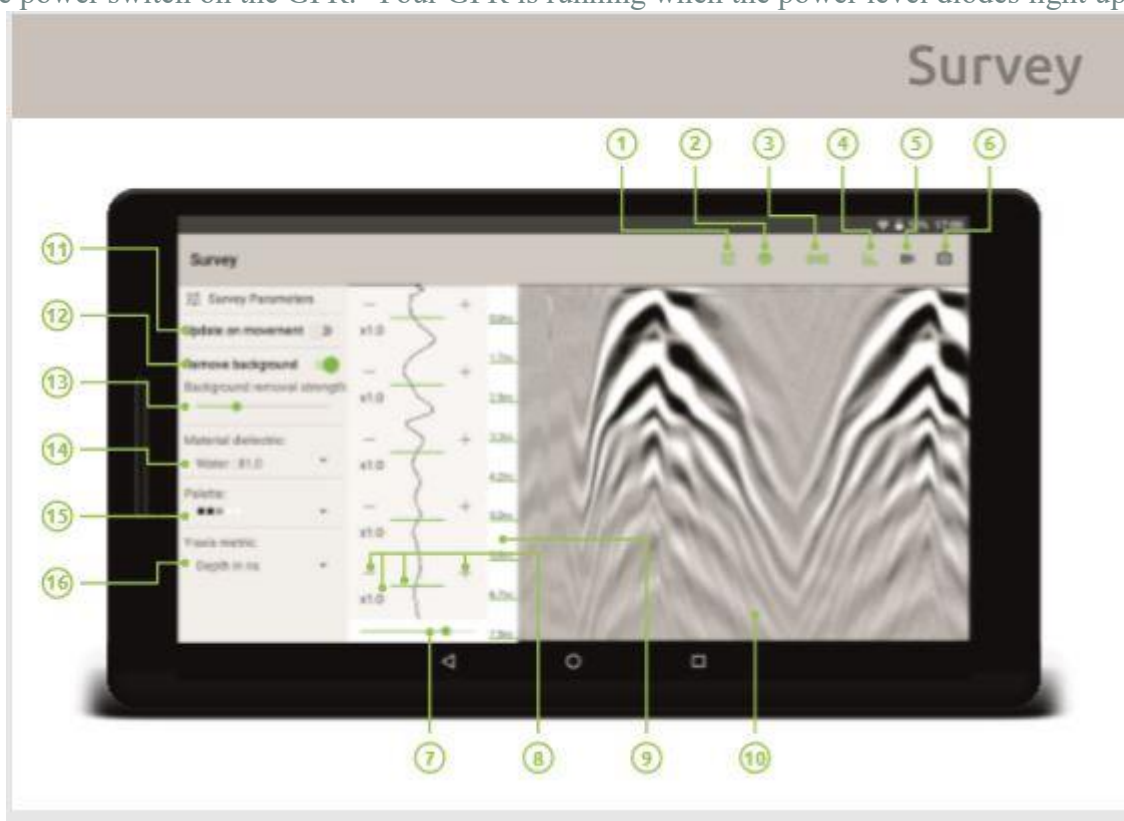 e power switch on the GPR. Your GPR is running when the power level diodes light up
Survey
1 2 3 4 5 6
17:00
Survey
Survey Parameters
Update on movement
Remove background
Background removal strength
Material dielectric:
Water : 81.0
Palette:
Y-axis metric:
Depth in ns
- +
x1.0
- +
x1.0
- +
x1.0
- +
x1.0
- +
x1.0
11
12
13
14
15
16
7 8 9 10